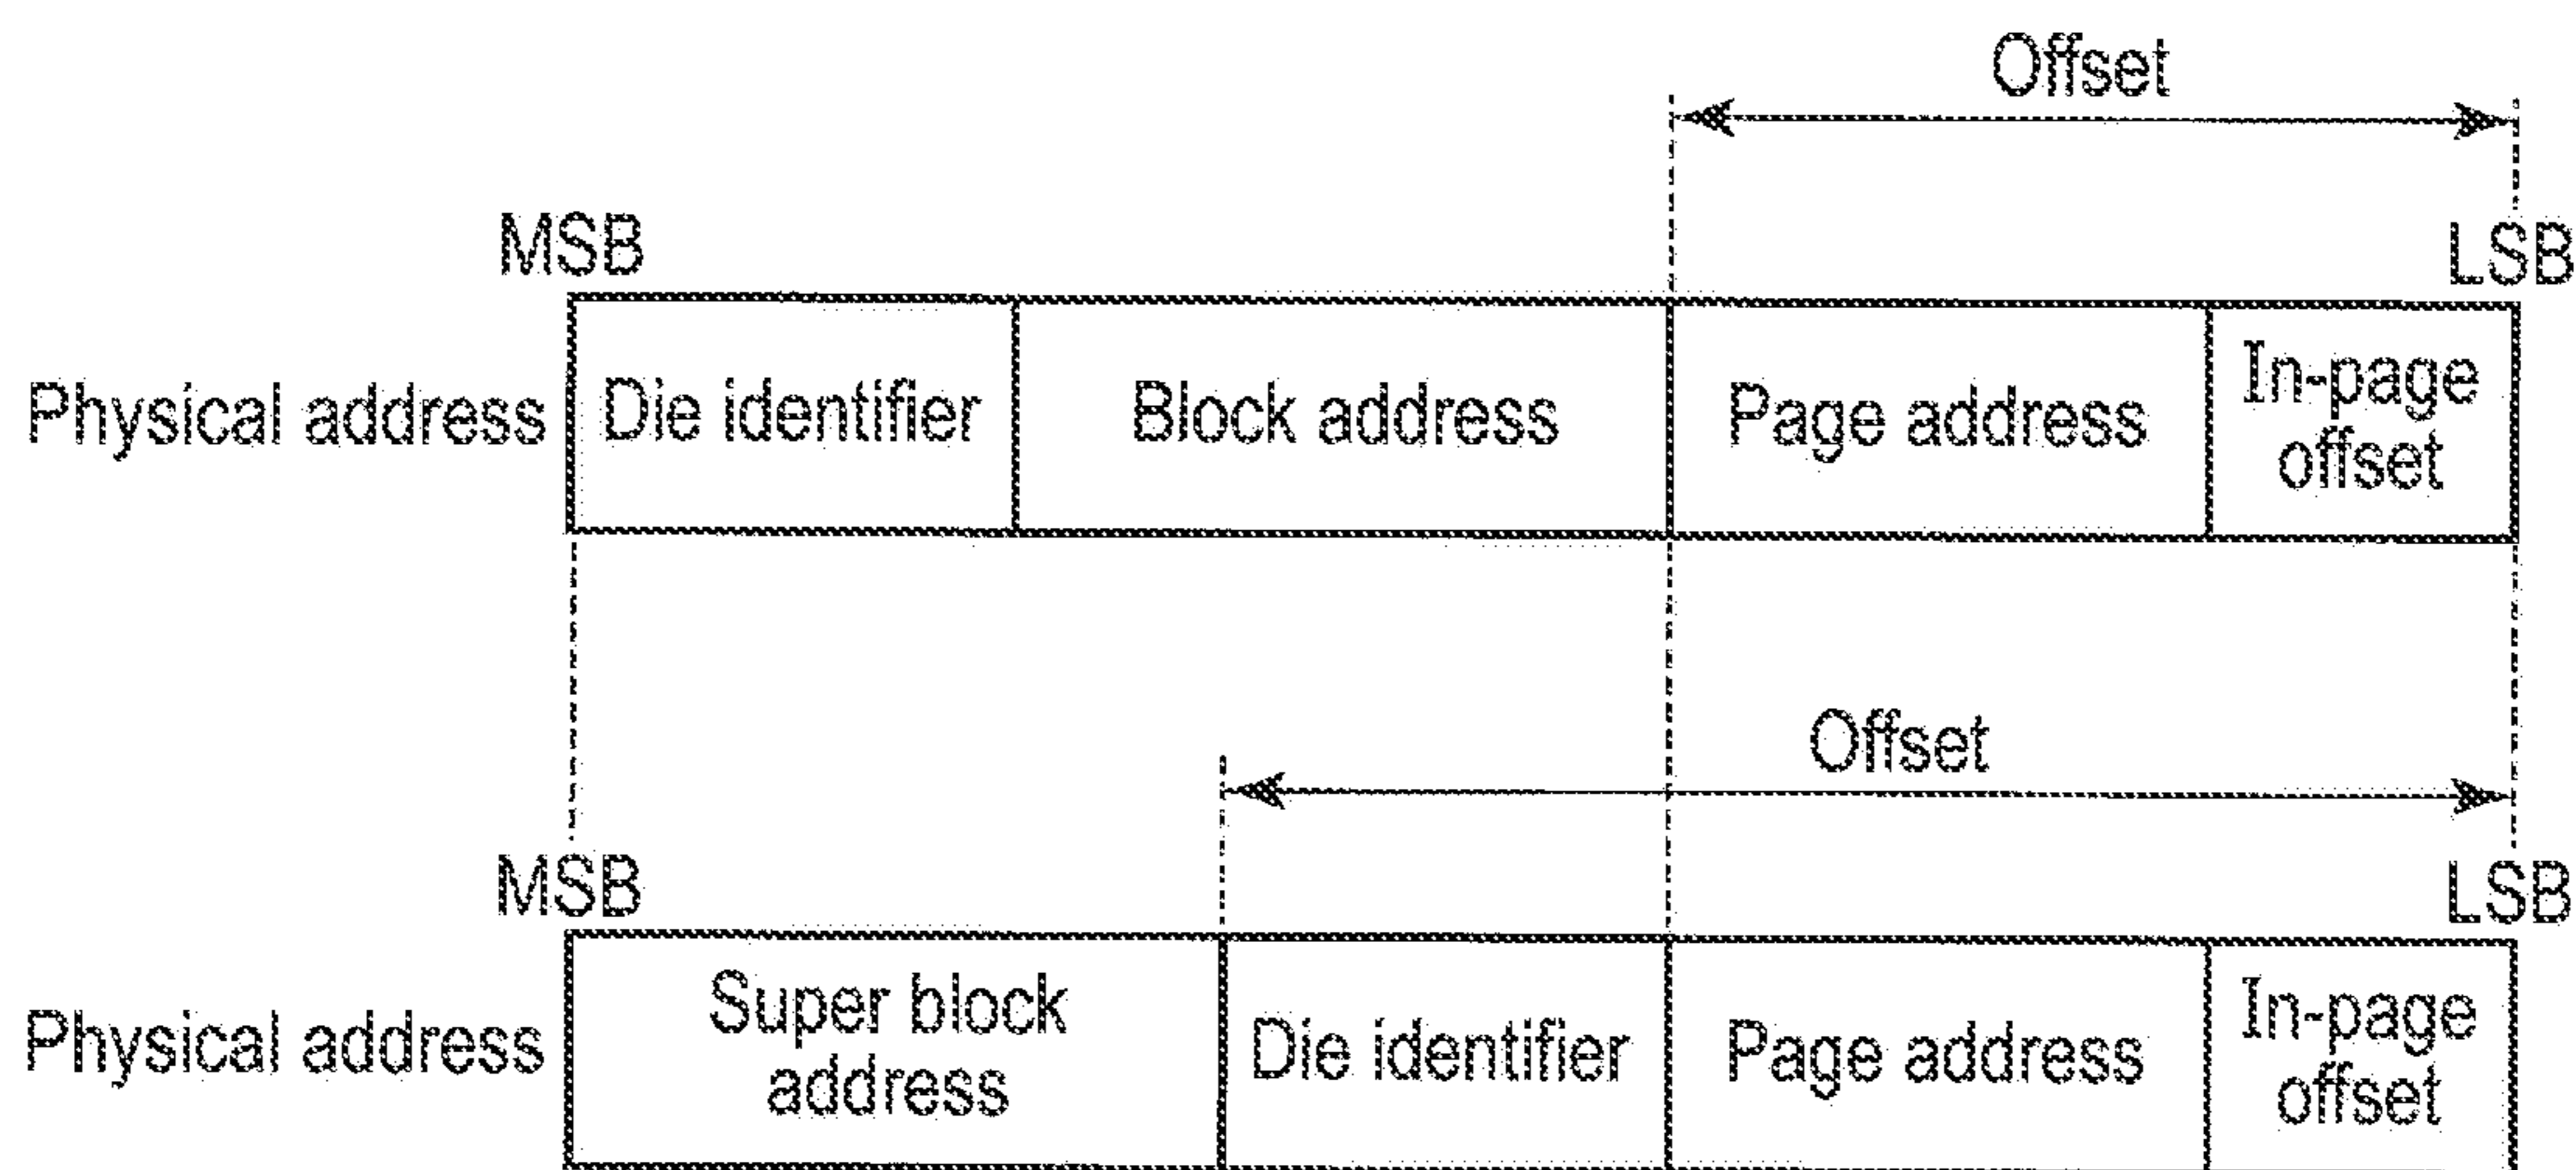 Offset
MSB
LSB
Physical address
Die identifier
Block address
Page address
In-page
offset
Offset
MSB
LSB
Physical address
Super block
address
Die identifier
Page address
In-page
offset